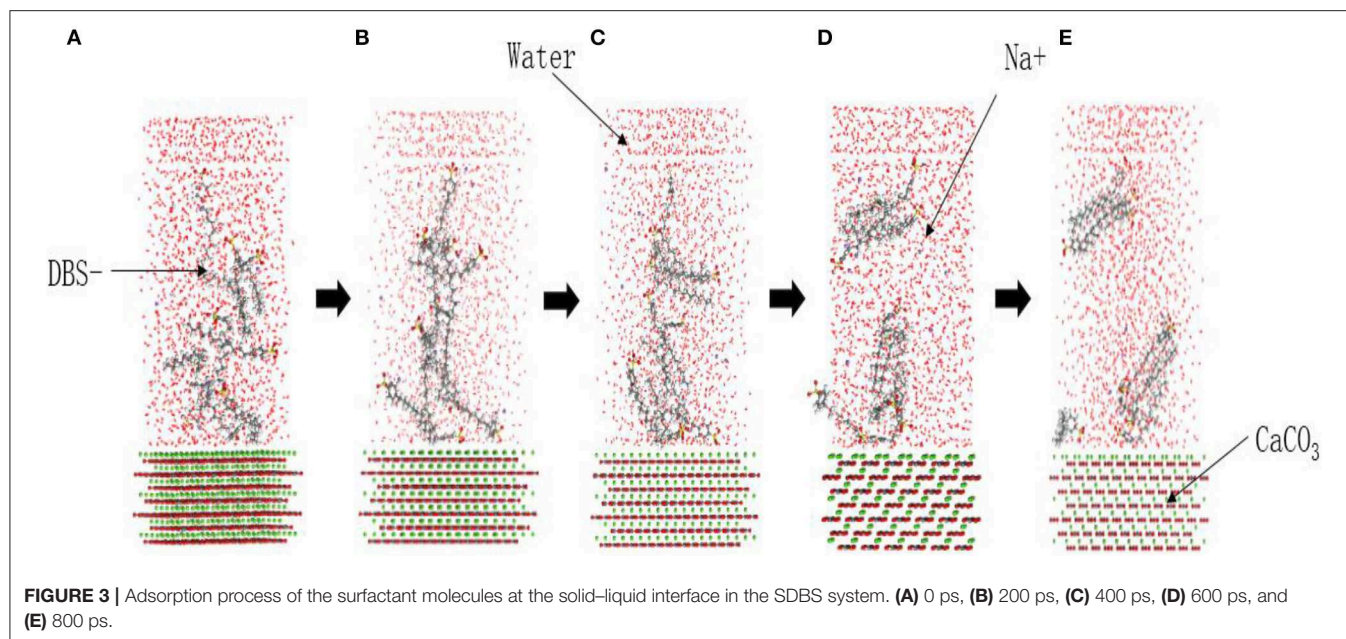 A
B
C
D
E
Water
Na+
DBS-
CaCO₃
FIGURE 3 | Adsorption process of the surfactant molecules at the solid–liquid interface in the SDBS system. (A) 0 ps, (B) 200 ps, (C) 400 ps, (D) 600 ps, and
(E) 800 ps.